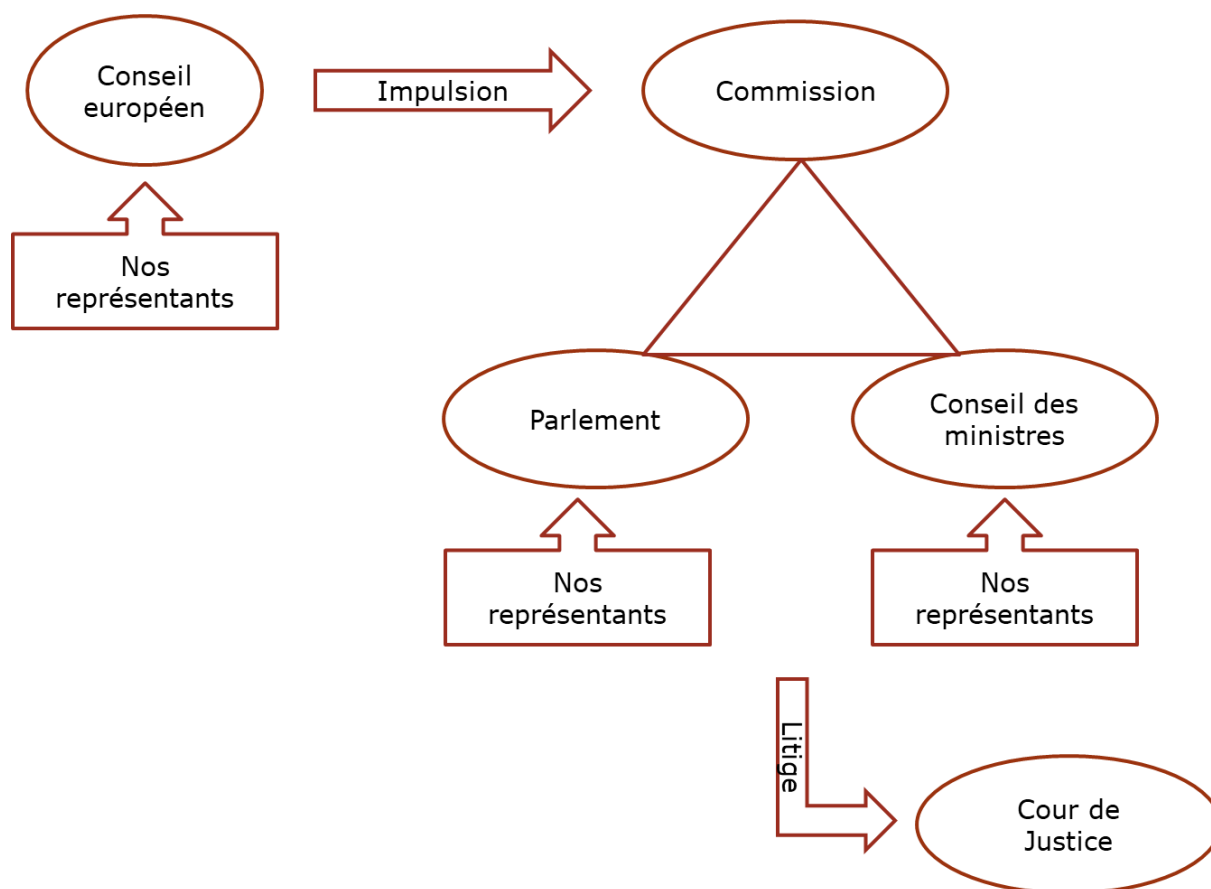 Conseil
européen
Impulsion
Commission
Nos
représentants
Parlement
Conseil des
ministres
Nos
représentants
Nos
représentants
Litige
Cour de
Justice